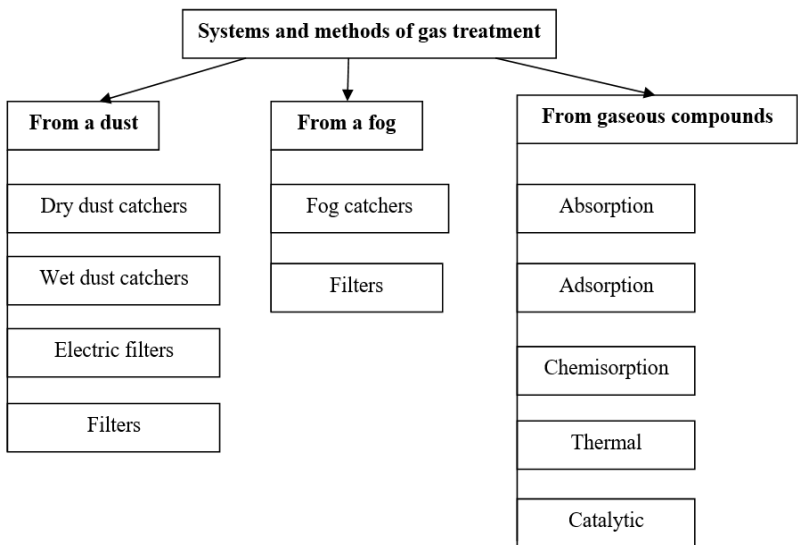 Systems and methods of gas treatment
From a dust
Dry dust catchers
Wet dust catchers
Electric filters
Filters
From a fog
Fog catchers
Filters
From gaseous compounds
Absorption
Adsorption
Chemisorption
Thermal
Catalytic